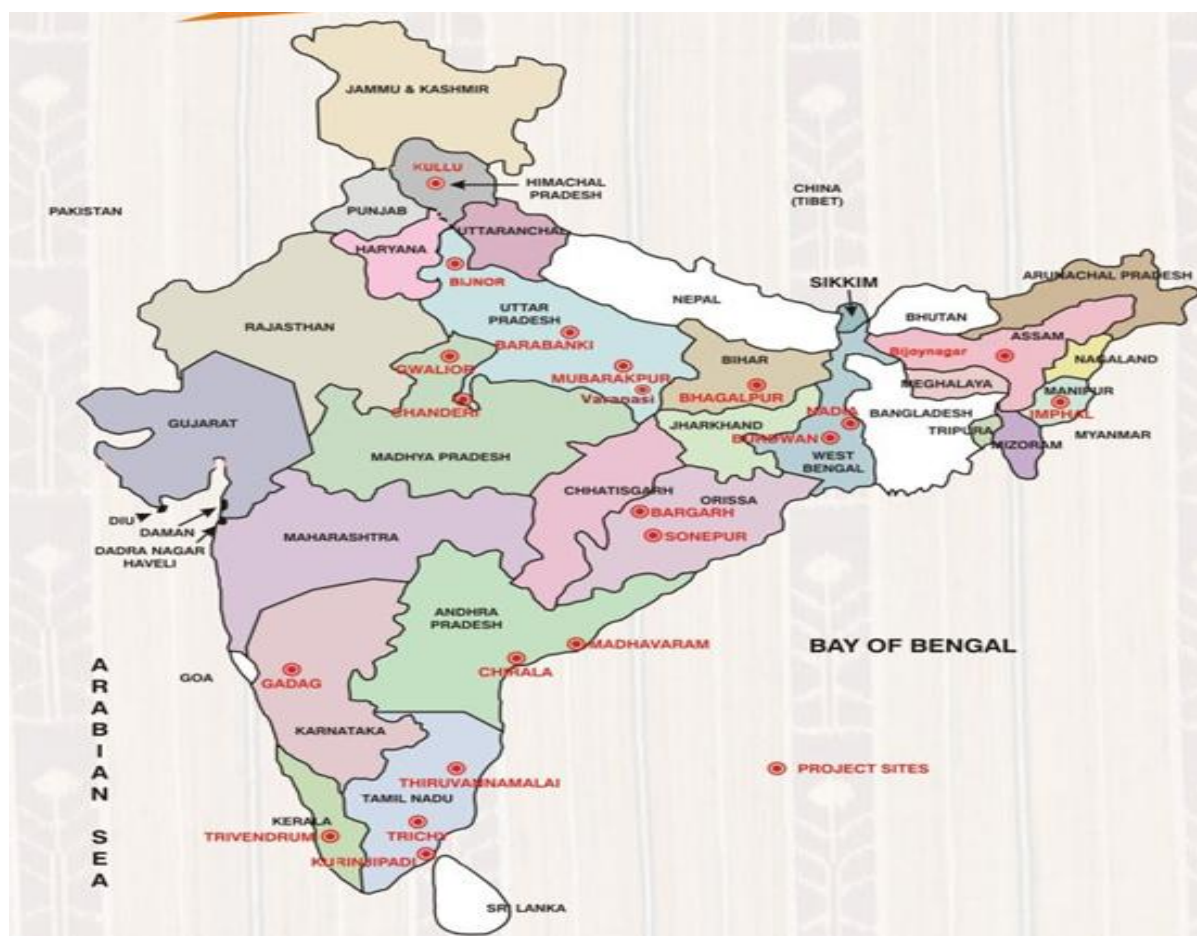 JAMMU & KASHMIR
KULLU
HIMACHAL
PRADESH
CHINA
(TIBET)
PAKISTAN
PUNJAB
UTTARANCHAL
HARYANA
BIJNOR
ARUNACHAL PRADESH
SIKKIM
NEPAL
BHUTAN
UTTAR
PRADESH
RAJASTHAN
BARABANKI
ASSAM
Bijoynagar
NAGALAND
BIHAR
GWALIOR
MUBARAKPUR
MEGHALAYA
BHAGALPUR
MANIPUR
Varanasi
CHANDERI
NADIA
BANGLADESH
IMPHAL
GUJARAT
JHARKHAND
TRIPURA
MYANMAR
BURDWAN
MIZORAM
MADHYA PRADESH
WEST
BENGAL
CHHATISGARH
ORISSA
BARGARH
DIU
DAMAN
SONEPUR
MAHARASHTRA
DADRA NAGAR
HAVELI
ANDHRA
PRADESH
MADHAVARAM
BAY OF BENGAL
CHIRALA
GOA
GADAG
ARABIAN SEA
KARNATAKA
PROJECT SITES
THIRUVANNAMALAI
TAMIL NADU
KERALA
TRIVENDRUM
TRICHY
KURINJIPADI
SRI LANKA